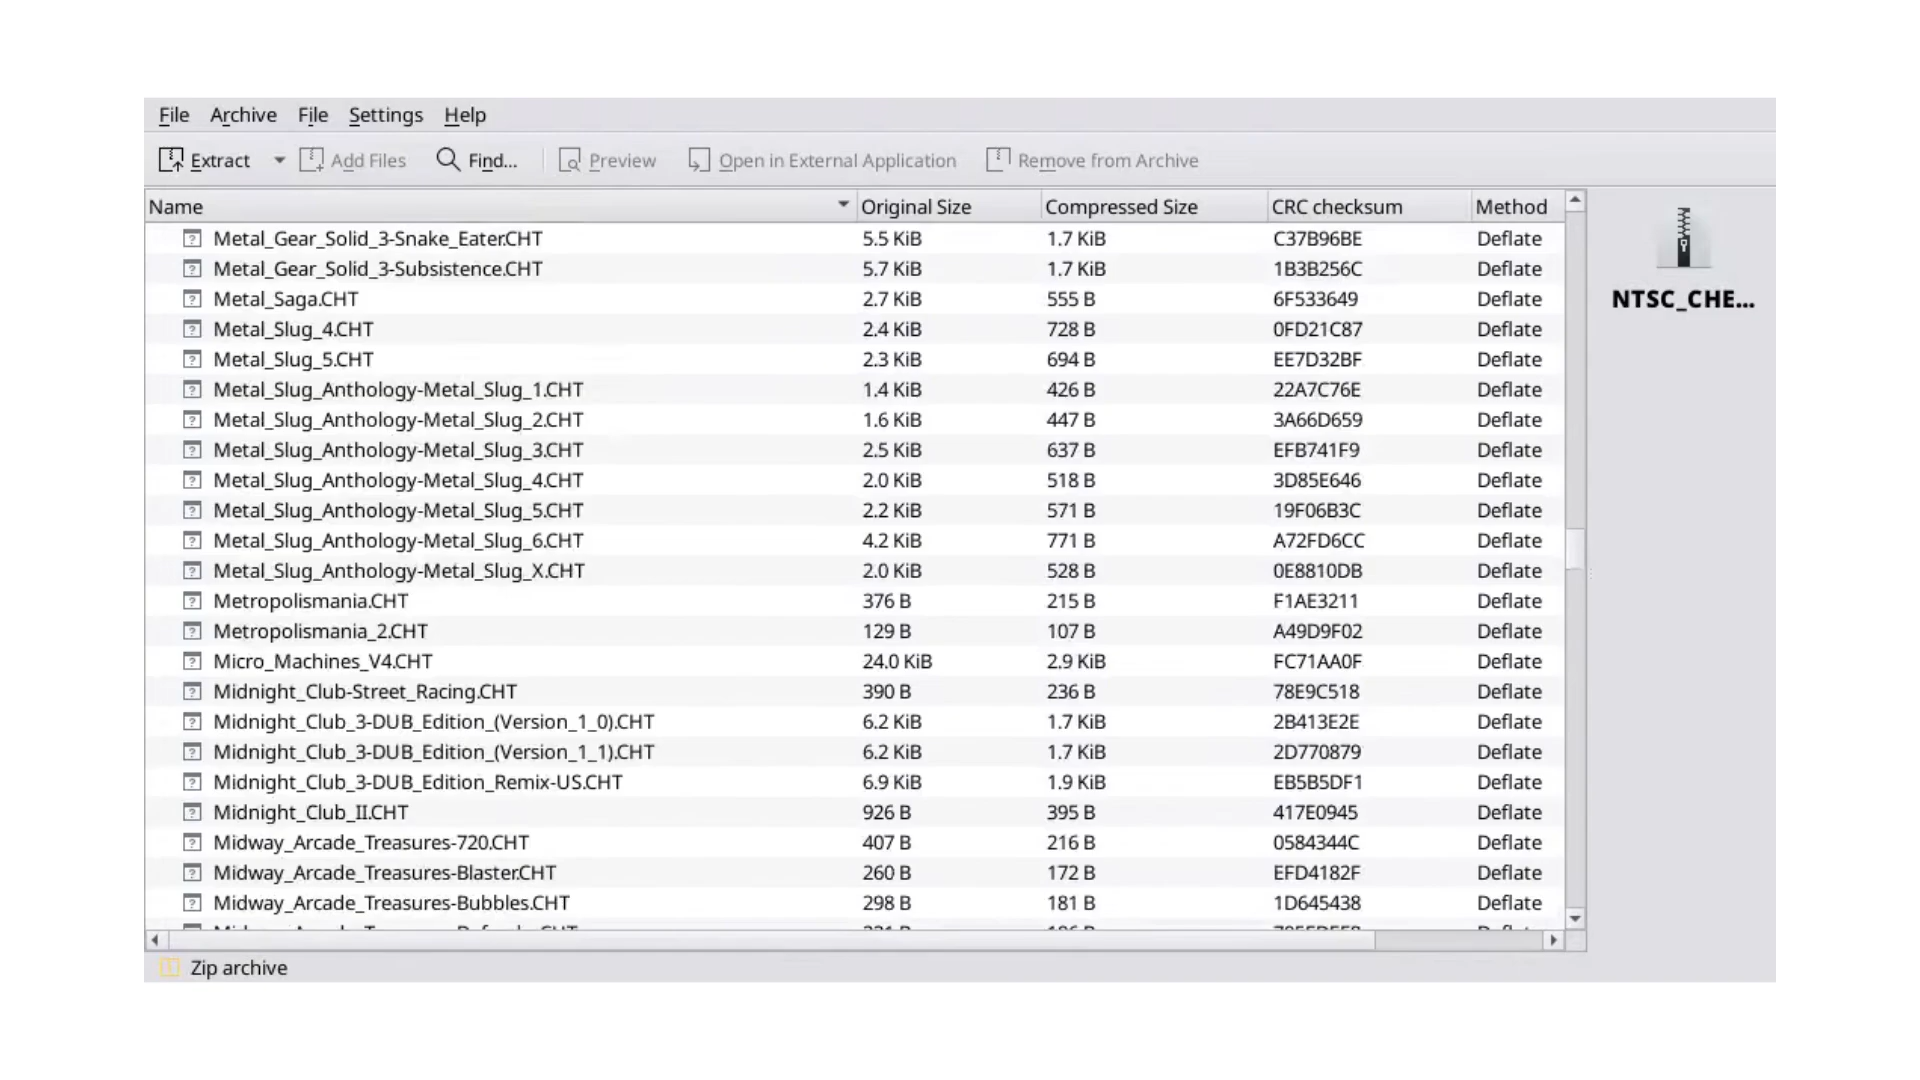 File Archive File Settings Help
Extract Add Files Find... Preview Open in External Application Remove from Archive
Name Original Size Compressed Size CRC checksum Method
Metal_Gear_Solid_3-Snake_Eater.CHT 5.5 KiB 1.7 KiB C37B96BE Deflate
Metal_Gear_Solid_3-Subsistence.CHT 5.7 KiB 1.7 KiB 1B3B256C Deflate
Metal_Saga.CHT 2.7 KiB 555 B 6F533649 Deflate
Metal_Slug_4.CHT 2.4 KiB 728 B 0FD21C87 Deflate
Metal_Slug_5.CHT 2.3 KiB 694 B EE7D32BF Deflate
Metal_Slug_Anthology-Metal_Slug_1.CHT 1.4 KiB 426 B 22A7C76E Deflate
Metal_Slug_Anthology-Metal_Slug_2.CHT 1.6 KiB 447 B 3A66D659 Deflate
Metal_Slug_Anthology-Metal_Slug_3.CHT 2.5 KiB 637 B EFB741F9 Deflate
Metal_Slug_Anthology-Metal_Slug_4.CHT 2.0 KiB 518 B 3D85E646 Deflate
Metal_Slug_Anthology-Metal_Slug_5.CHT 2.2 KiB 571 B 19F06B3C Deflate
Metal_Slug_Anthology-Metal_Slug_6.CHT 4.2 KiB 771 B A72FD6CC Deflate
Metal_Slug_Anthology-Metal_Slug_X.CHT 2.0 KiB 528 B 0E8810DB Deflate
Metropolismania.CHT 376 B 215 B F1AE3211 Deflate
Metropolismania_2.CHT 129 B 107 B A49D9F02 Deflate
Micro_Machines_V4.CHT 24.0 KiB 2.9 KiB FC71AA0F Deflate
Midnight_Club-Street_Racing.CHT 390 B 236 B 78E9C518 Deflate
Midnight_Club_3-DUB_Edition_(Version_1_0).CHT 6.2 KiB 1.7 KiB 2B413E2E Deflate
Midnight_Club_3-DUB_Edition_(Version_1_1).CHT 6.2 KiB 1.7 KiB 2D770879 Deflate
Midnight_Club_3-DUB_Edition_Remix-US.CHT 6.9 KiB 1.9 KiB EB5B5DF1 Deflate
Midnight_Club_II.CHT 926 B 395 B 417E0945 Deflate
Midway_Arcade_Treasures-720.CHT 407 B 216 B 0584344C Deflate
Midway_Arcade_Treasures-Blaster.CHT 260 B 172 B EFD4182F Deflate
Midway_Arcade_Treasures-Bubbles.CHT 298 B 181 B 1D645438 Deflate
NTSC_CHE...
Zip archive